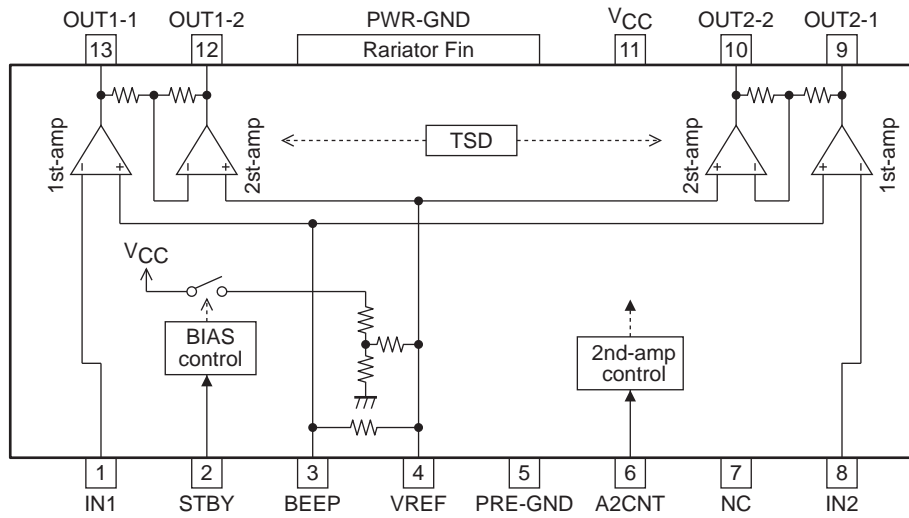 OUT1-1 OUT1-2 PWR-GND VCC OUT2-2 OUT2-1
13 12 Rariator Fin 11 10 9
1st-amp 2st-amp TSD 2st-amp 1st-amp
- + - + + - + -
VCC
BIAS
control
2nd-amp
control
1 2 3 4 5 6 7 8
IN1 STBY BEEP VREF PRE-GND A2CNT NC IN2